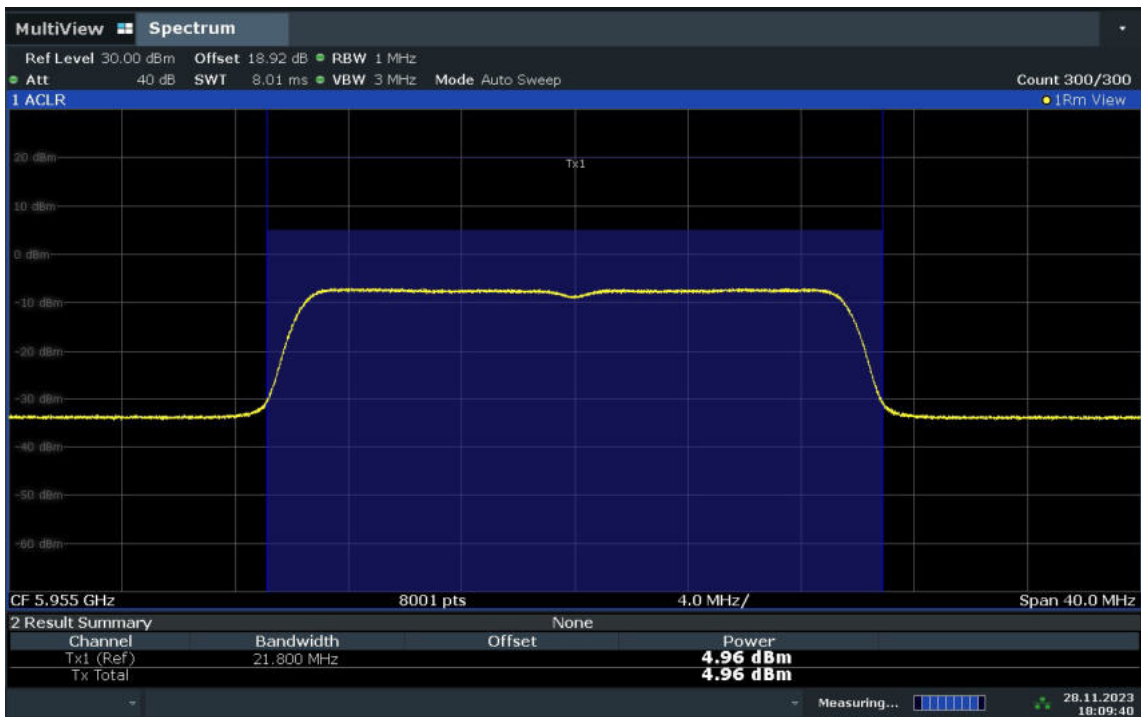 MultiView Spectrum
Ref Level 30.00 dBm Offset 18.92 dB RBW 1 MHz
Att 40 dB SWT 8.01 ms VBW 3 MHz Mode Auto Sweep Count 300/300
1 ACLR 1Rm View
20 dBm
Tx1
10 dBm
0 dBm
-10 dBm
-20 dBm
-30 dBm
-40 dBm
-50 dBm
-60 dBm
CF 5.955 GHz 8001 pts 4.0 MHz/ Span 40.0 MHz
2 Result Summary None
Channel Bandwidth Offset Power
Tx1 (Ref) 21.800 MHz 4.96 dBm
Tx Total 4.96 dBm
Measuring... 28.11.2023
18:09:40